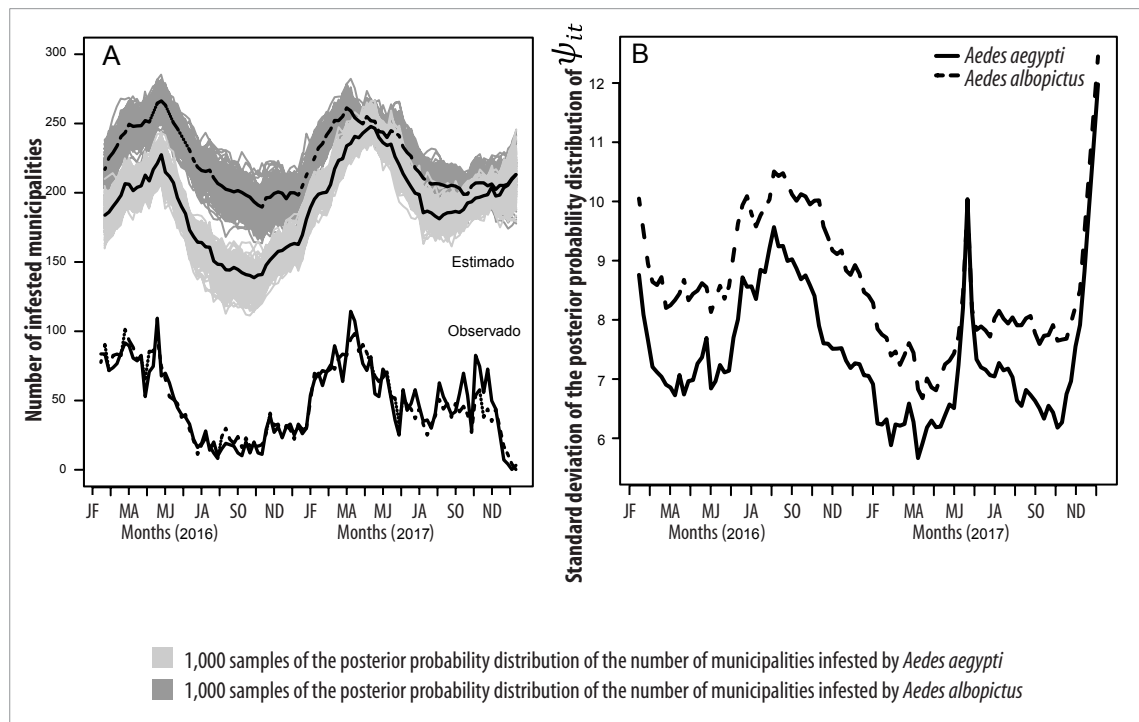 A
Number of infested municipalities
300
250
200
150
100
50
0
Estimado
Observado
JF MA MJ JA SO ND JF MA MJ JA SO ND
Months (2016) Months (2017)
B
Standard deviation of the posterior probability distribution of ψit
Aedes aegypti
Aedes albopictus
12
11
10
9
8
7
6
JF MA MJ JA SO ND JF MA MJ JA SO ND
Months (2016) Months (2017)
1,000 samples of the posterior probability distribution of the number of municipalities infested by Aedes aegypti
1,000 samples of the posterior probability distribution of the number of municipalities infested by Aedes albopictus